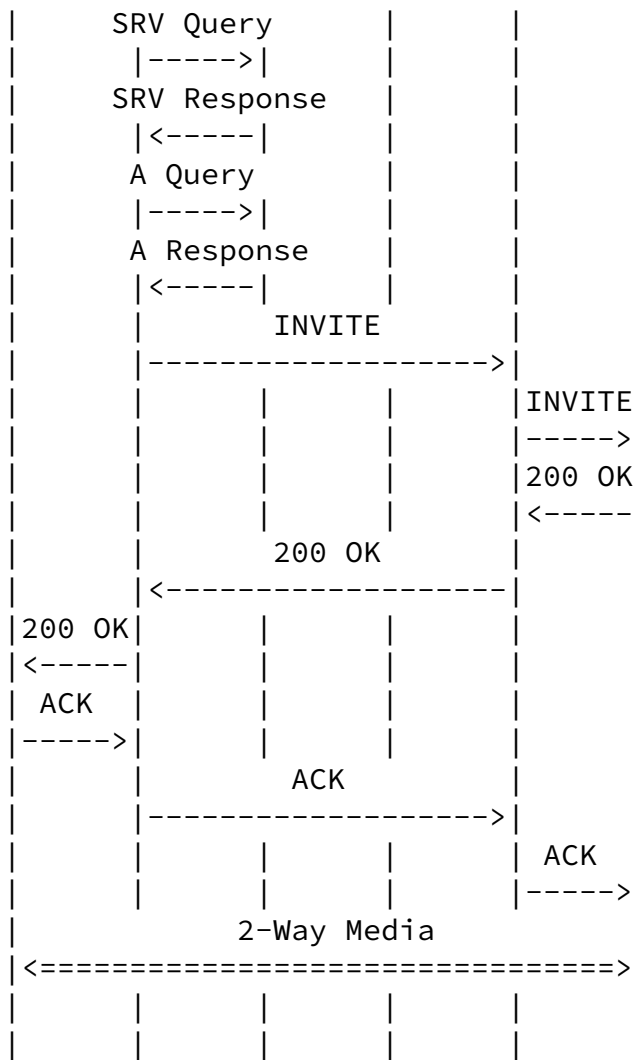 SRV Query
SRV Response
A Query
A Response
INVITE
INVITE
200 OK
200 OK
200 OK
ACK
ACK
ACK
2-Way Media